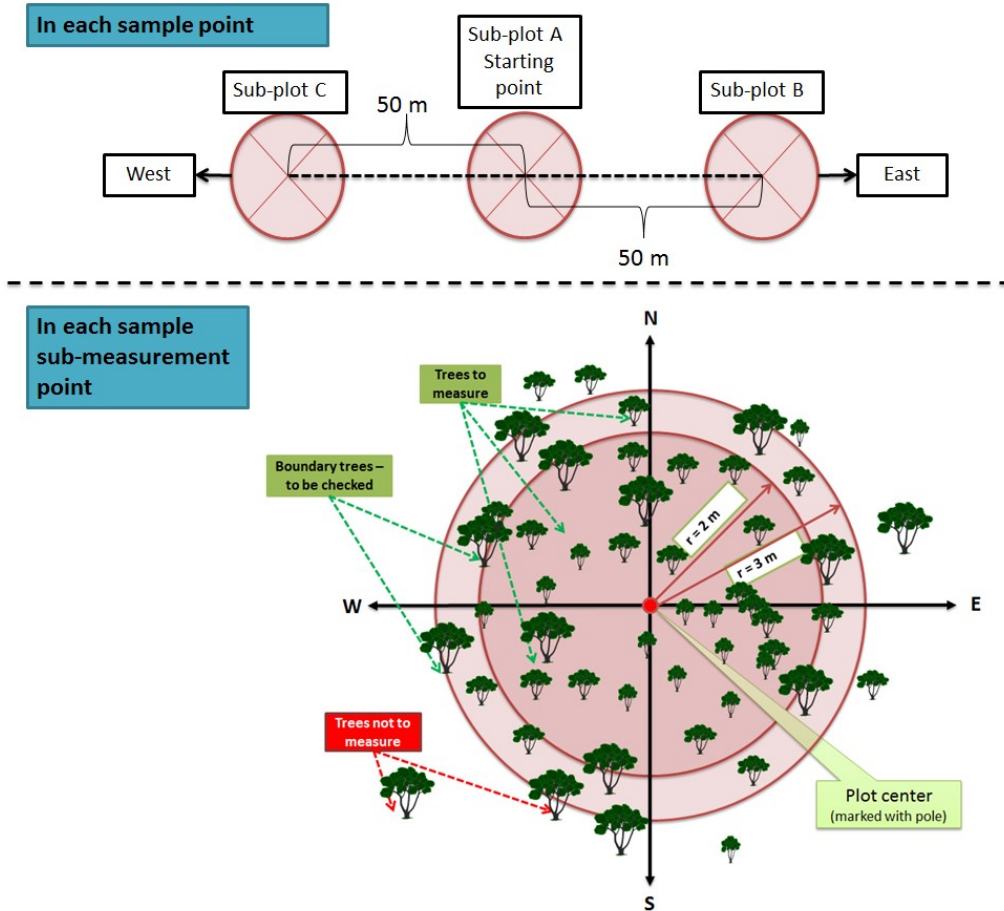 In each sample point
Sub-plot A
Starting
point
Sub-plot C
Sub-plot B
50 m
West
East
50 m
In each sample
sub-measurement
point
N
Trees to
measure
Boundary trees –
to be checked
r = 2 m
r = 3 m
W
E
Trees not to
measure
Plot center
(marked with pole)
S